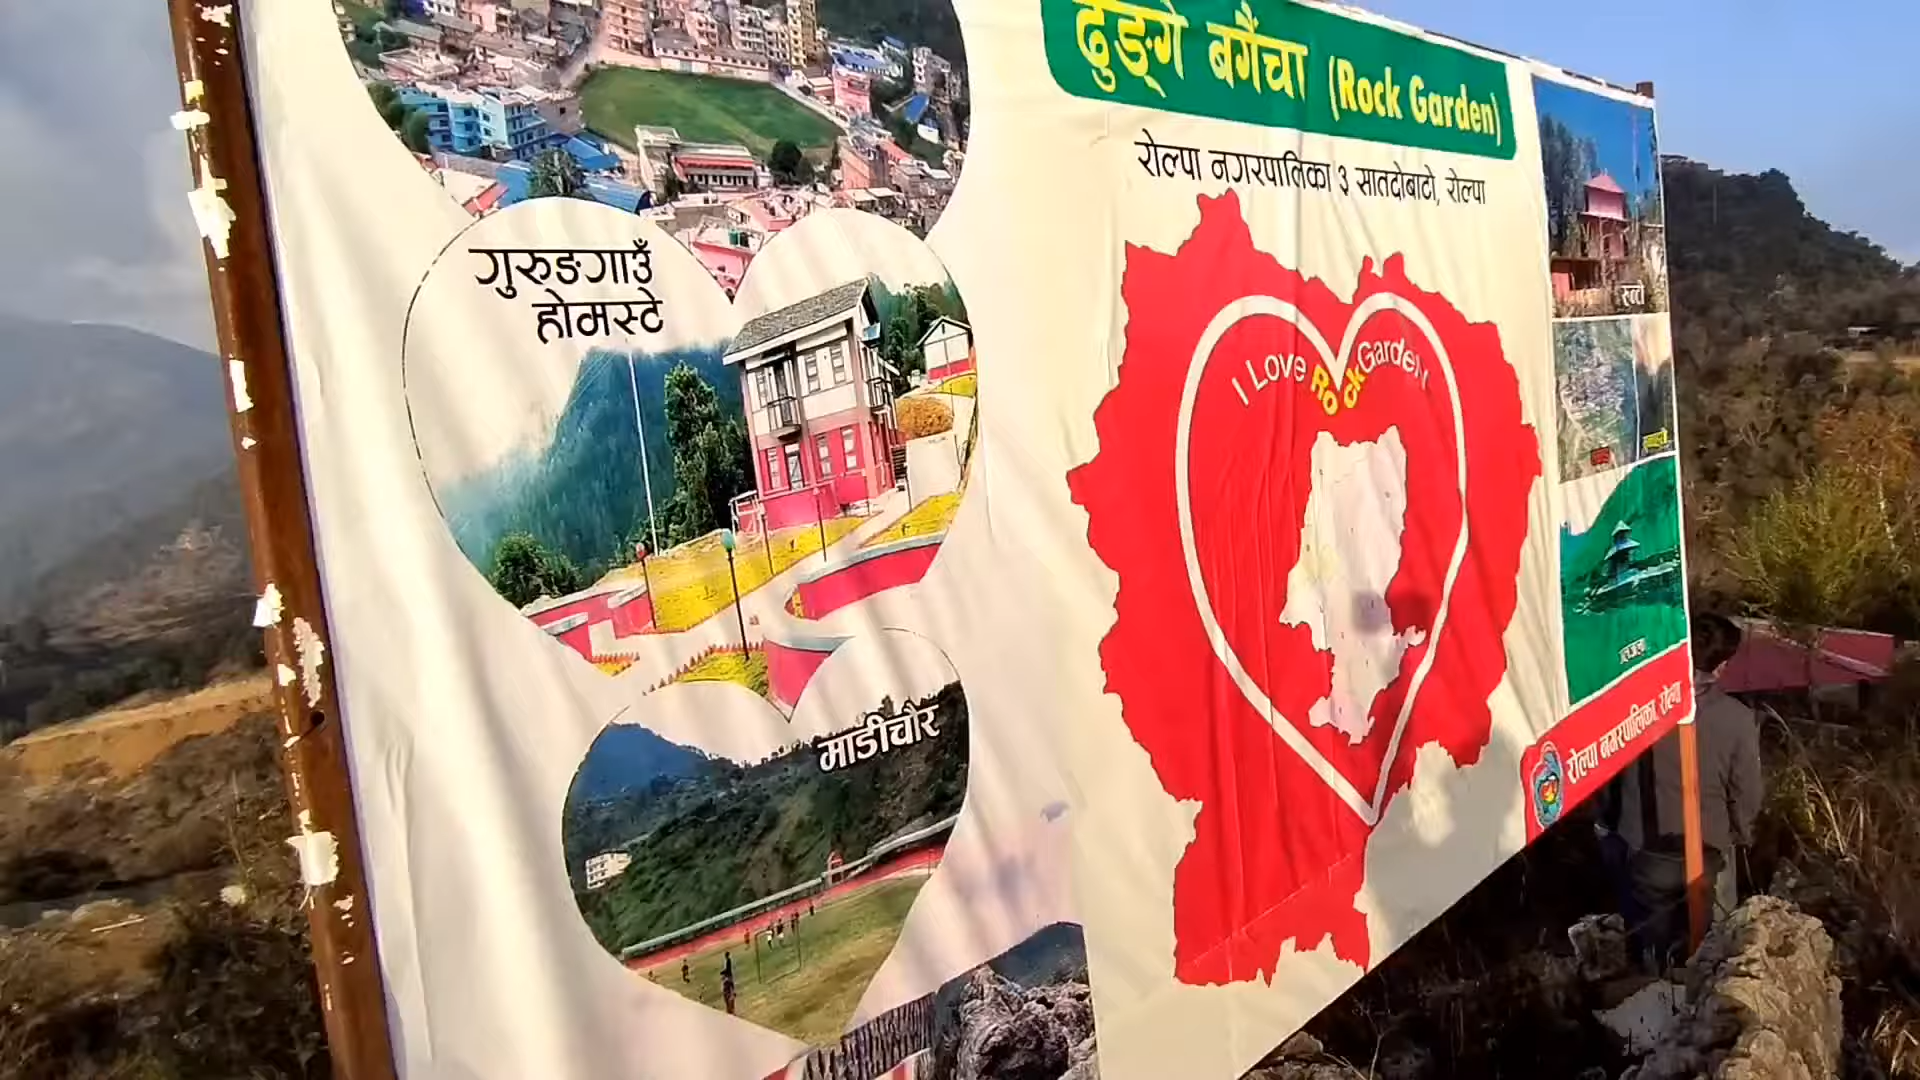 ढुङ्गे बगैंचा (Rock Garden)
रोल्पा नगरपालिका ३ सातदोबाटो, रोल्पा
गुरुङगाउँ
होमस्टे
माडीचौर
I Love Rock Garden
रोल्पा नगरपालिका, रोल्पा